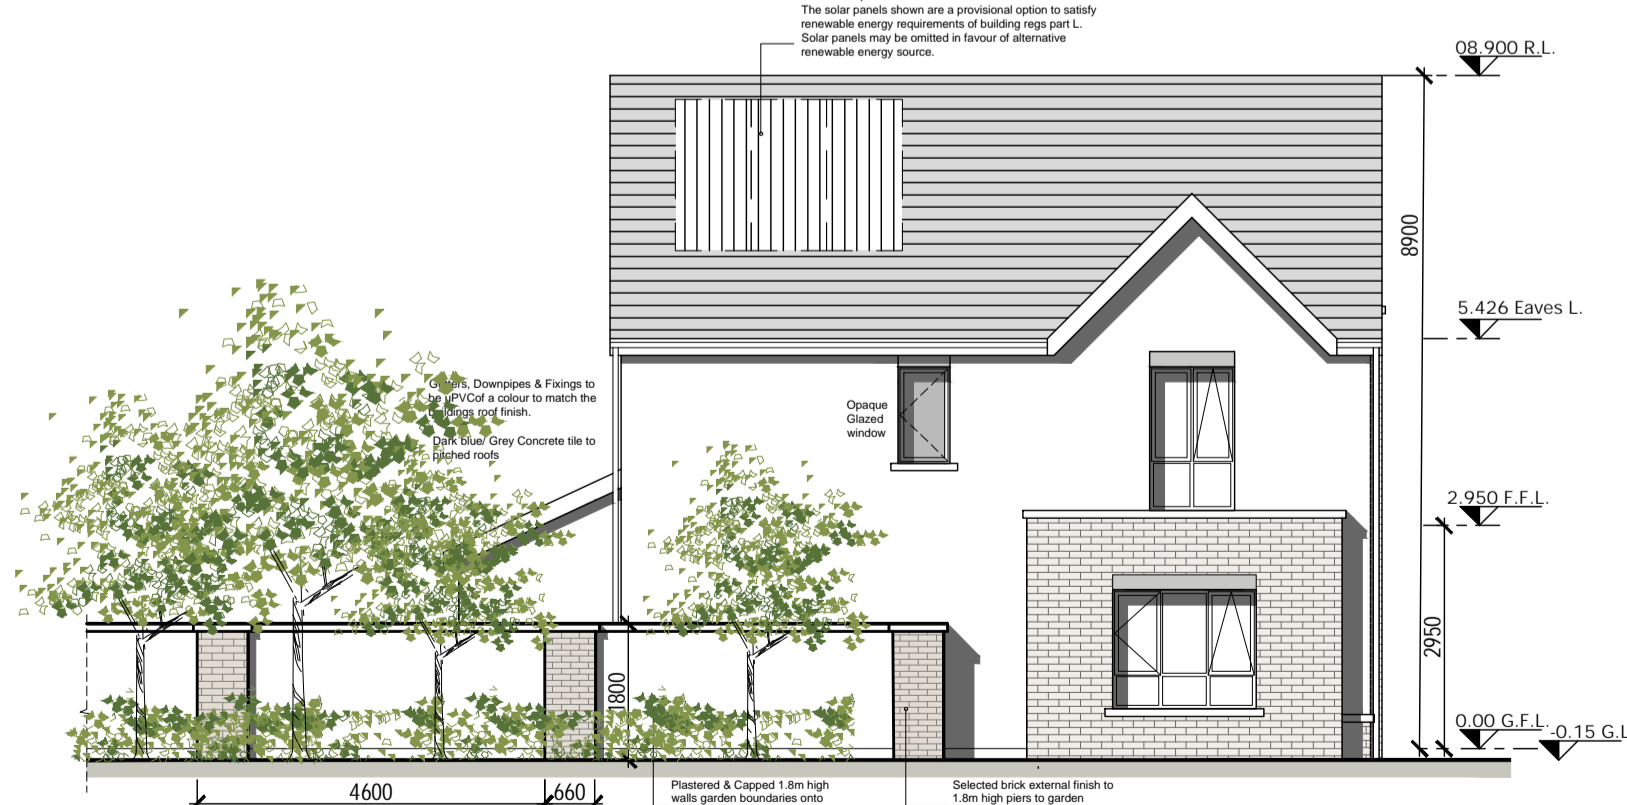 The solar panels shown are a provisional option to satisfy
renewable energy requirements of building regs part L.
Solar panels may be omitted in favour of alternative
renewable energy source.
08.900 R.L.
8900
5.426 Eaves L.
Gutters, Downpipes & Fixings to
be uPVCof a colour to match the
buildings roof finish.
Dark blue/ Grey Concrete tile to
pitched roofs
Opaque
Glazed
window
2.950 F.F.L.
2950
1800
0.00 G.F.L.
-0.15 G.L
4600
660
Plastered & Capped 1.8m high
walls garden boundaries onto
Selected brick external finish to
1.8m high piers to garden